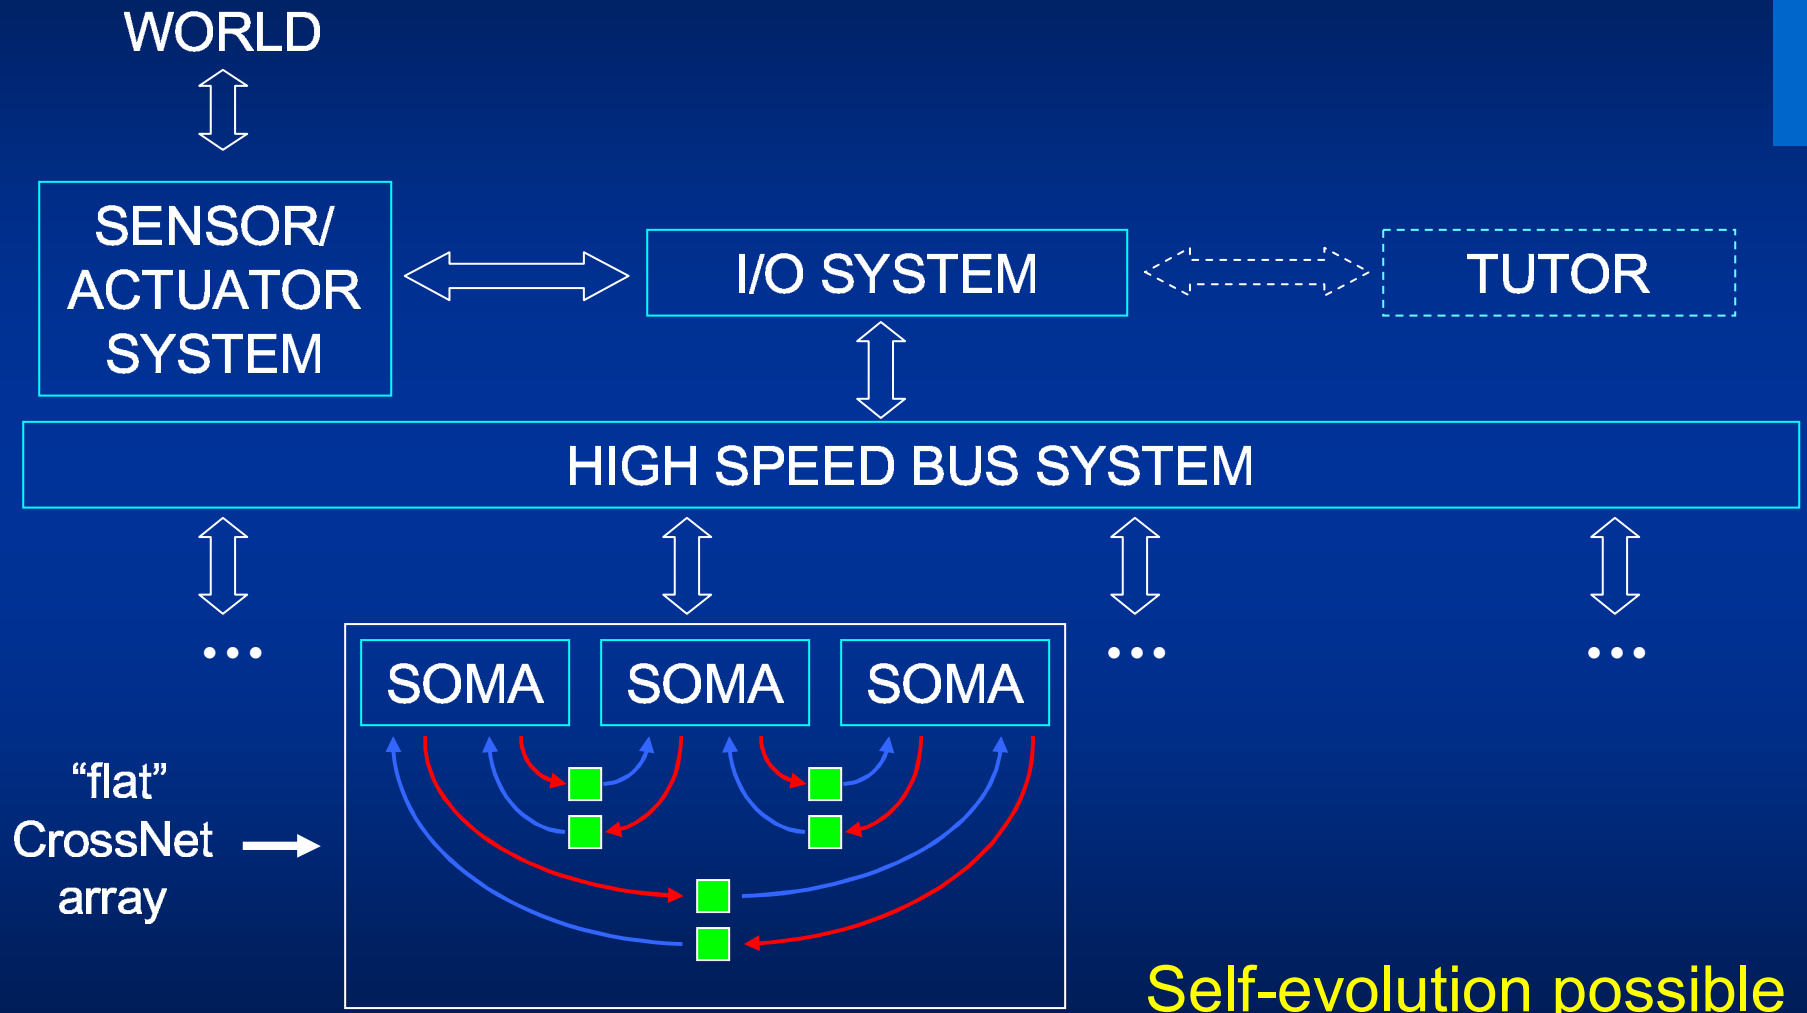 WORLD
SENSOR/
ACTUATOR
SYSTEM
I/O SYSTEM
TUTOR
HIGH SPEED BUS SYSTEM
...
...
...
SOMA
SOMA
SOMA
“flat”
CrossNet
array
Self-evolution possible